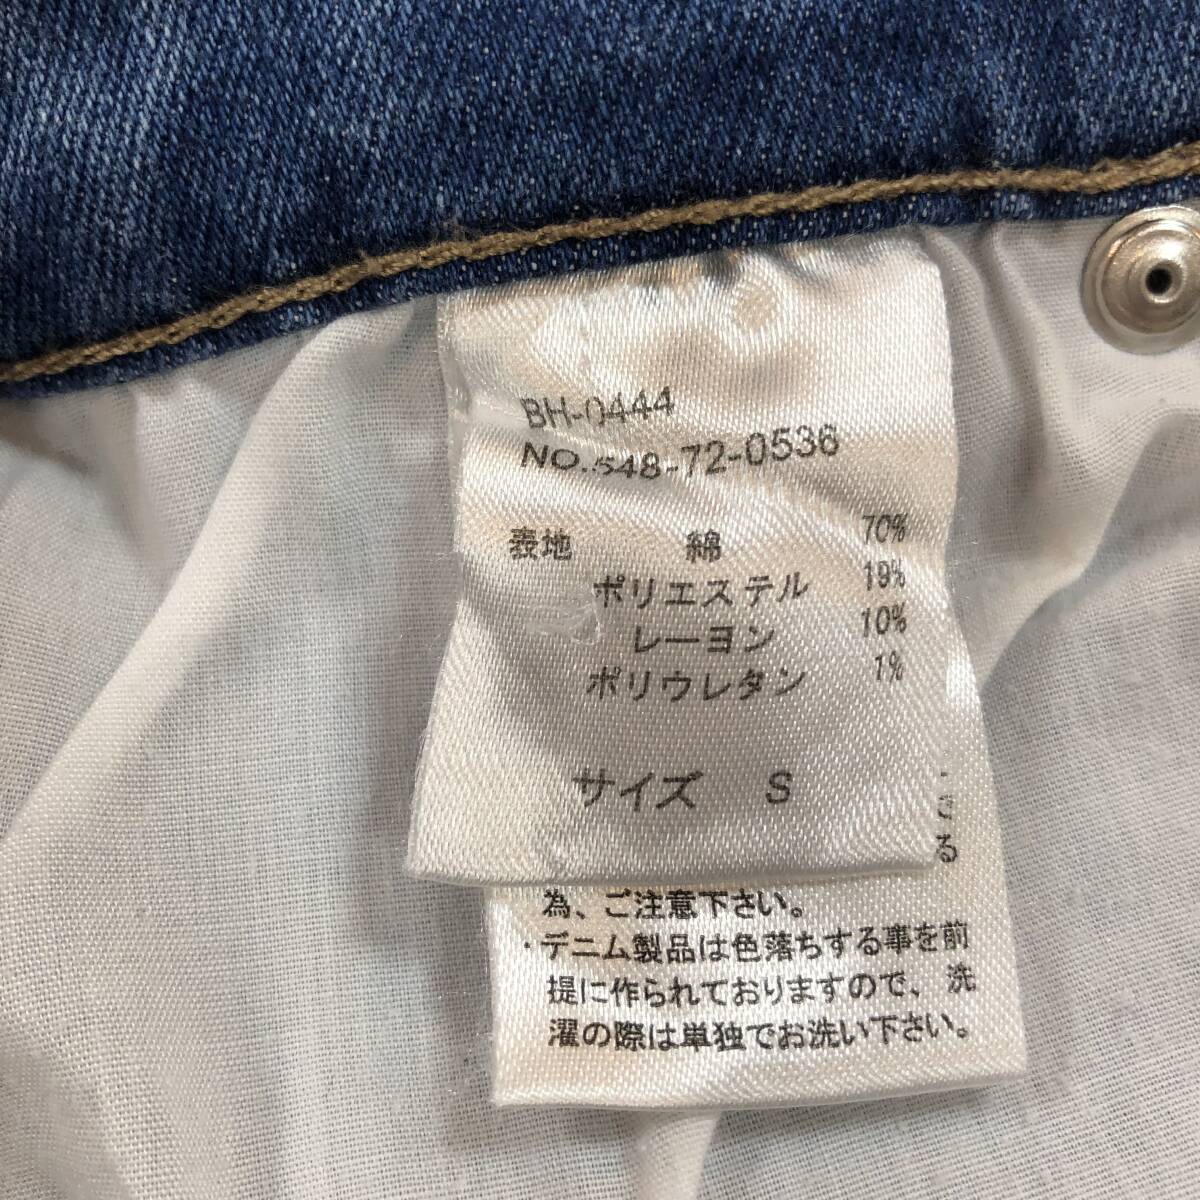 BH-0444
NO.548-72-0536
表地 綿 70%
ポリエステル 19%
レーヨン 10%
ポリウレタン 1%
サイズ S
さ
る
為、ご注意下さい。
・デニム製品は色落ちする事を前
提に作られておりますので、洗
濯の際は単独でお洗い下さい。